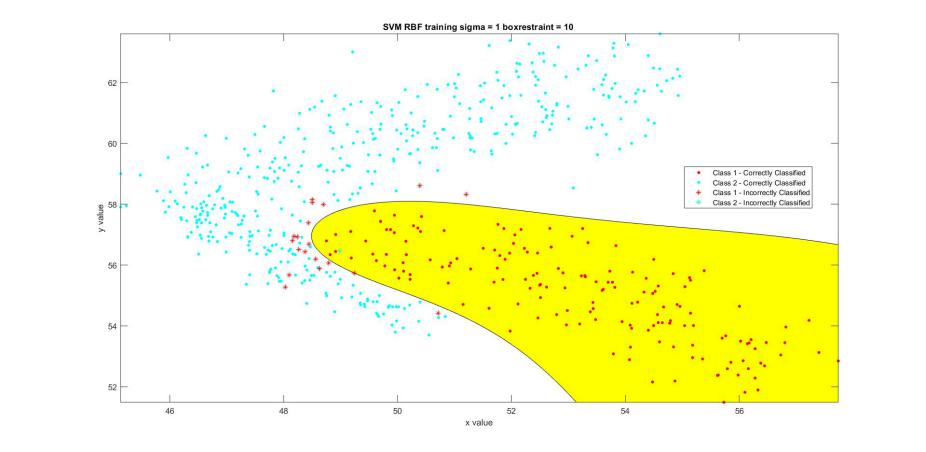 SVM RBF training sigma = 1 boxrestraint = 10
62
60
58
56
54
52
y value
Class 1 - Correctly Classified
Class 2 - Correctly Classified
Class 1 - Incorrectly Classified
Class 2 - Incorrectly Classified
46 48 50 52 54 56
x value